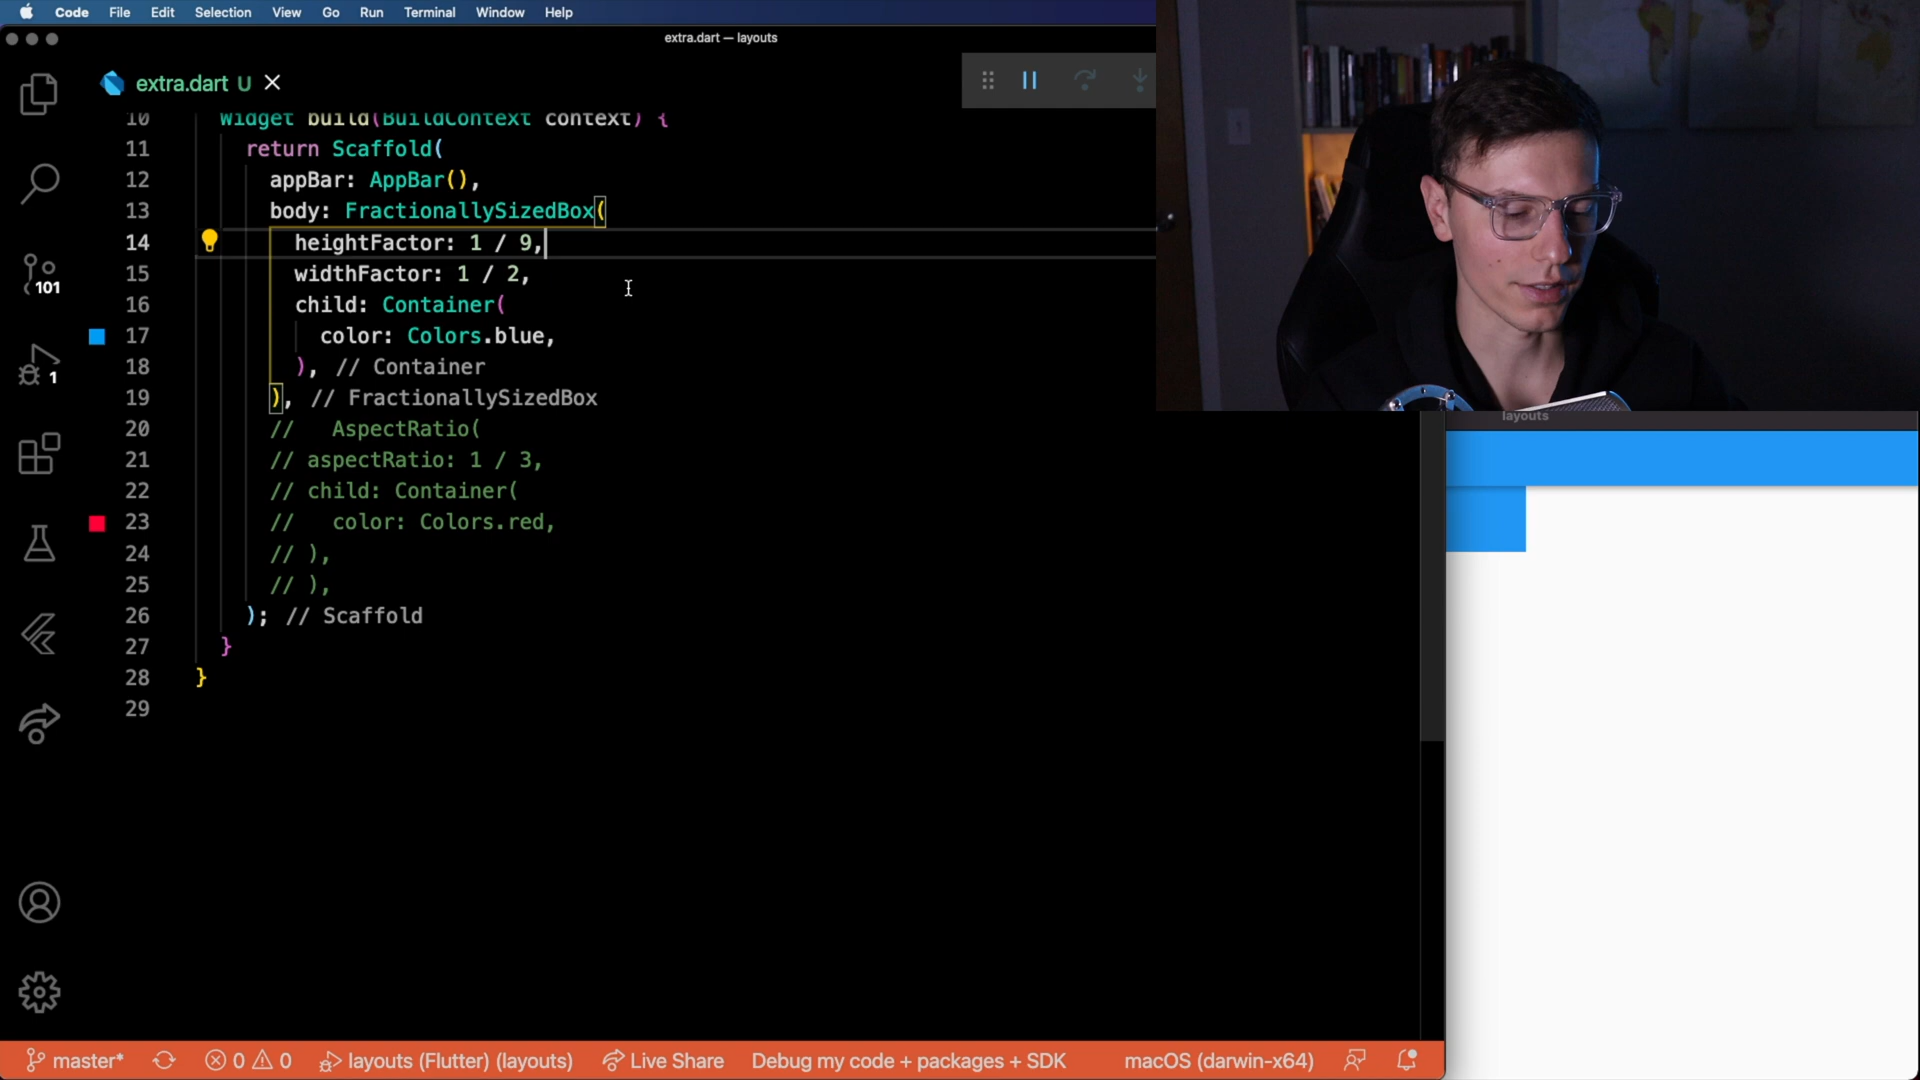 Code File Edit Selection View Go Run Terminal Window Help
extra.dart — layouts
extra.dart U
10 Widget build(BuildContext context) {
11 return Scaffold(
12 appBar: AppBar(),
13 body: FractionallySizedBox(
14 heightFactor: 1 / 9,
15 widthFactor: 1 / 2,
16 child: Container(
17 color: Colors.blue,
18 ), // Container
19 ), // FractionallySizedBox
20 // AspectRatio(
21 // aspectRatio: 1 / 3,
22 // child: Container(
23 // color: Colors.red,
24 // ),
25 // ),
26 ); // Scaffold
27 }
28 }
29
101
1
layouts
master* 0 0 layouts (Flutter) (layouts) Live Share Debug my code + packages + SDK macOS (darwin-x64)